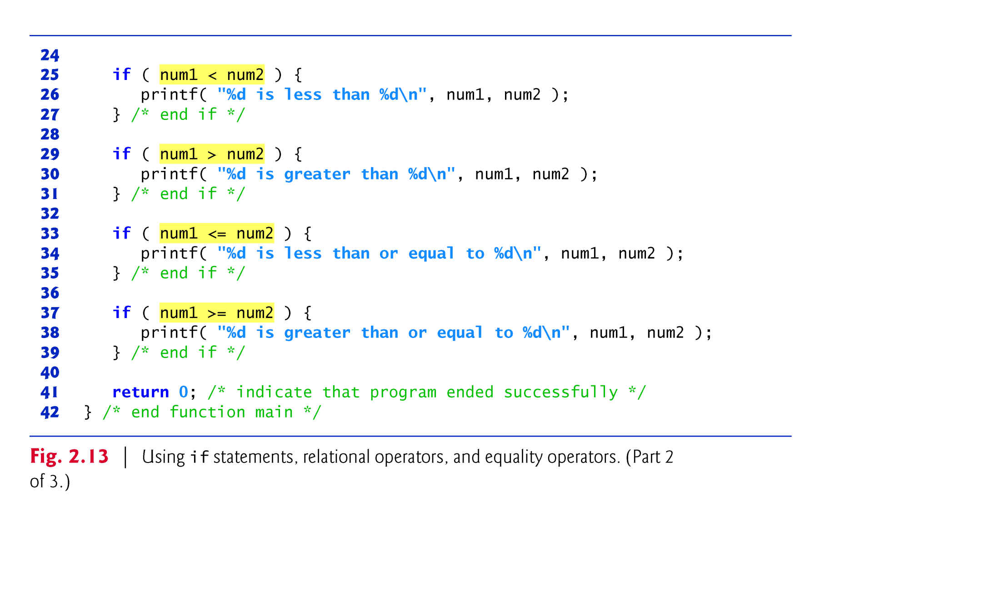 24
25 if ( num1 < num2 ) {
26 printf( "%d is less than %d\n", num1, num2 );
27 } /* end if */
28
29 if ( num1 > num2 ) {
30 printf( "%d is greater than %d\n", num1, num2 );
31 } /* end if */
32
33 if ( num1 <= num2 ) {
34 printf( "%d is less than or equal to %d\n", num1, num2 );
35 } /* end if */
36
37 if ( num1 >= num2 ) {
38 printf( "%d is greater than or equal to %d\n", num1, num2 );
39 } /* end if */
40
41 return 0; /* indicate that program ended successfully */
42 } /* end function main */
Fig. 2.13 | Using if statements, relational operators, and equality operators. (Part 2
of 3.)